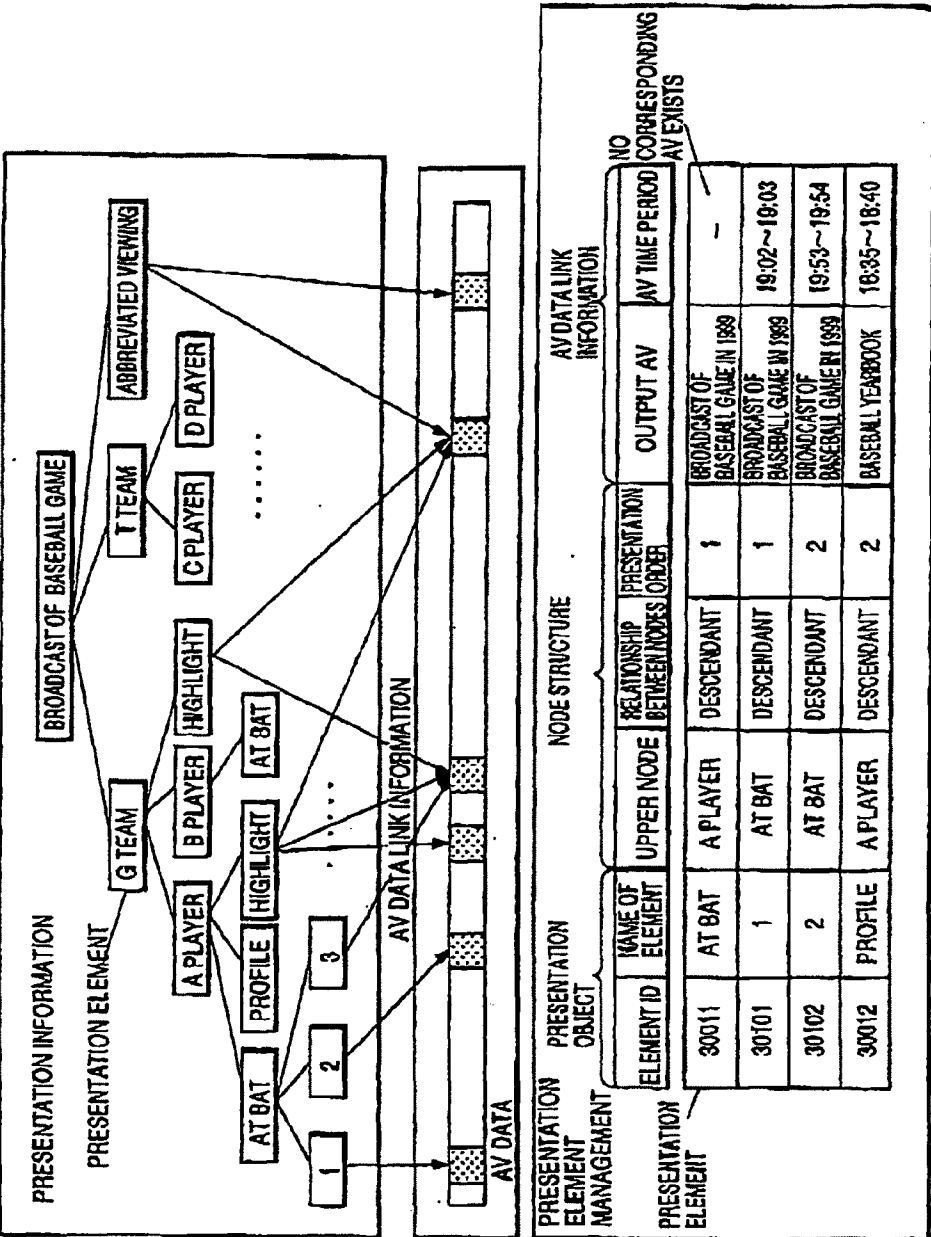 PRESENTATION INFORMATION
PRESENTATION ELEMENT
BROADCAST OF BASEBALL GAME
G TEAM
T TEAM
ABBREVIATED VIEWING
A PLAYER
B PLAYER
HIGHLIGHT
C PLAYER
D PLAYER
AT BAT
PROFILE
HIGHLIGHT
AT BAT
1
2
3
AV DATA LINK INFORMATION
AV DATA
PRESENTATION
ELEMENT
MANAGEMENT
PRESENTATION
OBJECT
NODE STRUCTURE
AV DATA LINK
INFORMATION
NO
CORRESPONDING
AV EXISTS
ELEMENT ID
NAME OF
ELEMENT
UPPER NODE
RELATIONSHIP
BETWEEN NODES
PRESENTATION
ORDER
OUTPUT AV
AV TIME PERIOD
PRESENTATION
ELEMENT
30011
AT BAT
A PLAYER
DESCENDANT
1
BROADCAST OF
BASEBALL GAME IN 1999
–
30101
1
AT BAT
DESCENDANT
1
BROADCAST OF
BASEBALL GAME IN 1999
19:02~19:03
30102
2
AT BAT
DESCENDANT
2
BROADCAST OF
BASEBALL GAME IN 1999
19:53~19:54
30012
PROFILE
A PLAYER
DESCENDANT
2
BASEBALL YEARBOOK
18:35~18:40